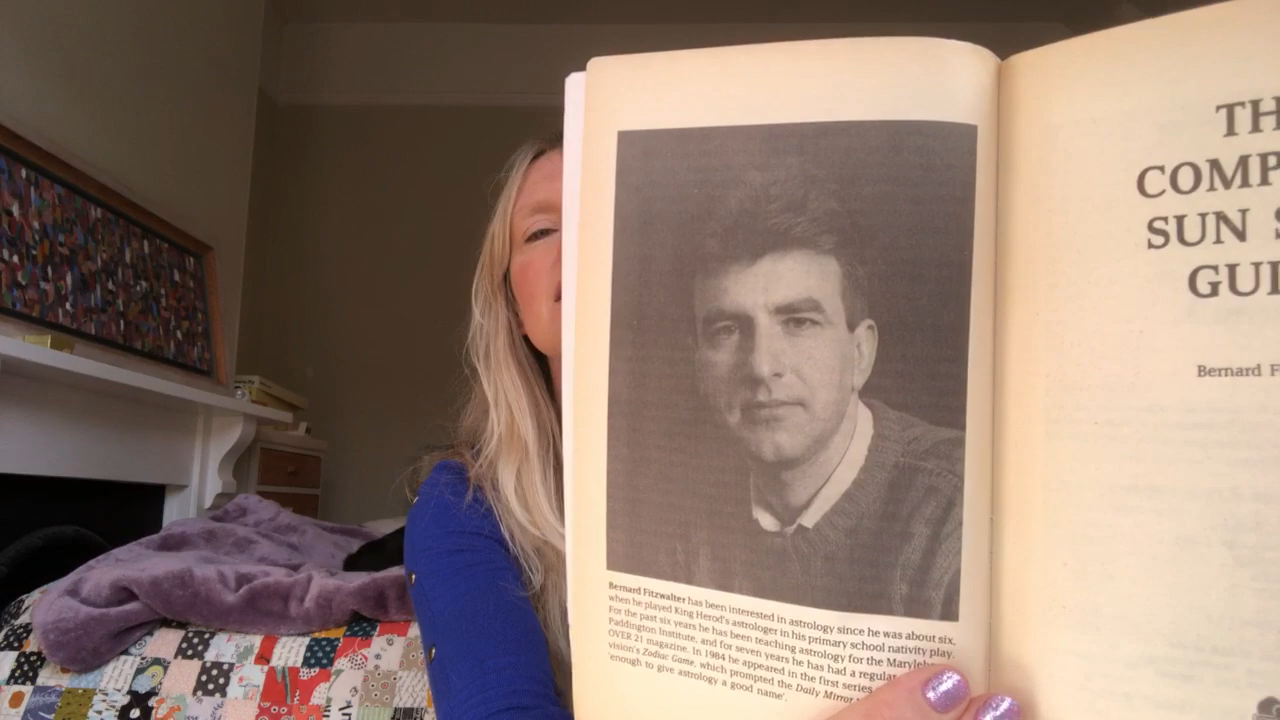 Bernard Fitzwalter has been interested in astrology since he was about six,
when he played King Herod's astrologer in his primary school nativity play.
For the past six years he has been teaching astrology for the
Paddington Institute, and for seven years he has had a regular
OVER 21 magazine. In 1984 he appeared in the first series
vision's Zodiac Game, which prompted the Daily Mirror
'enough to give astrology a good name'.
TH
COMP
SUN S
GUI
Bernard F